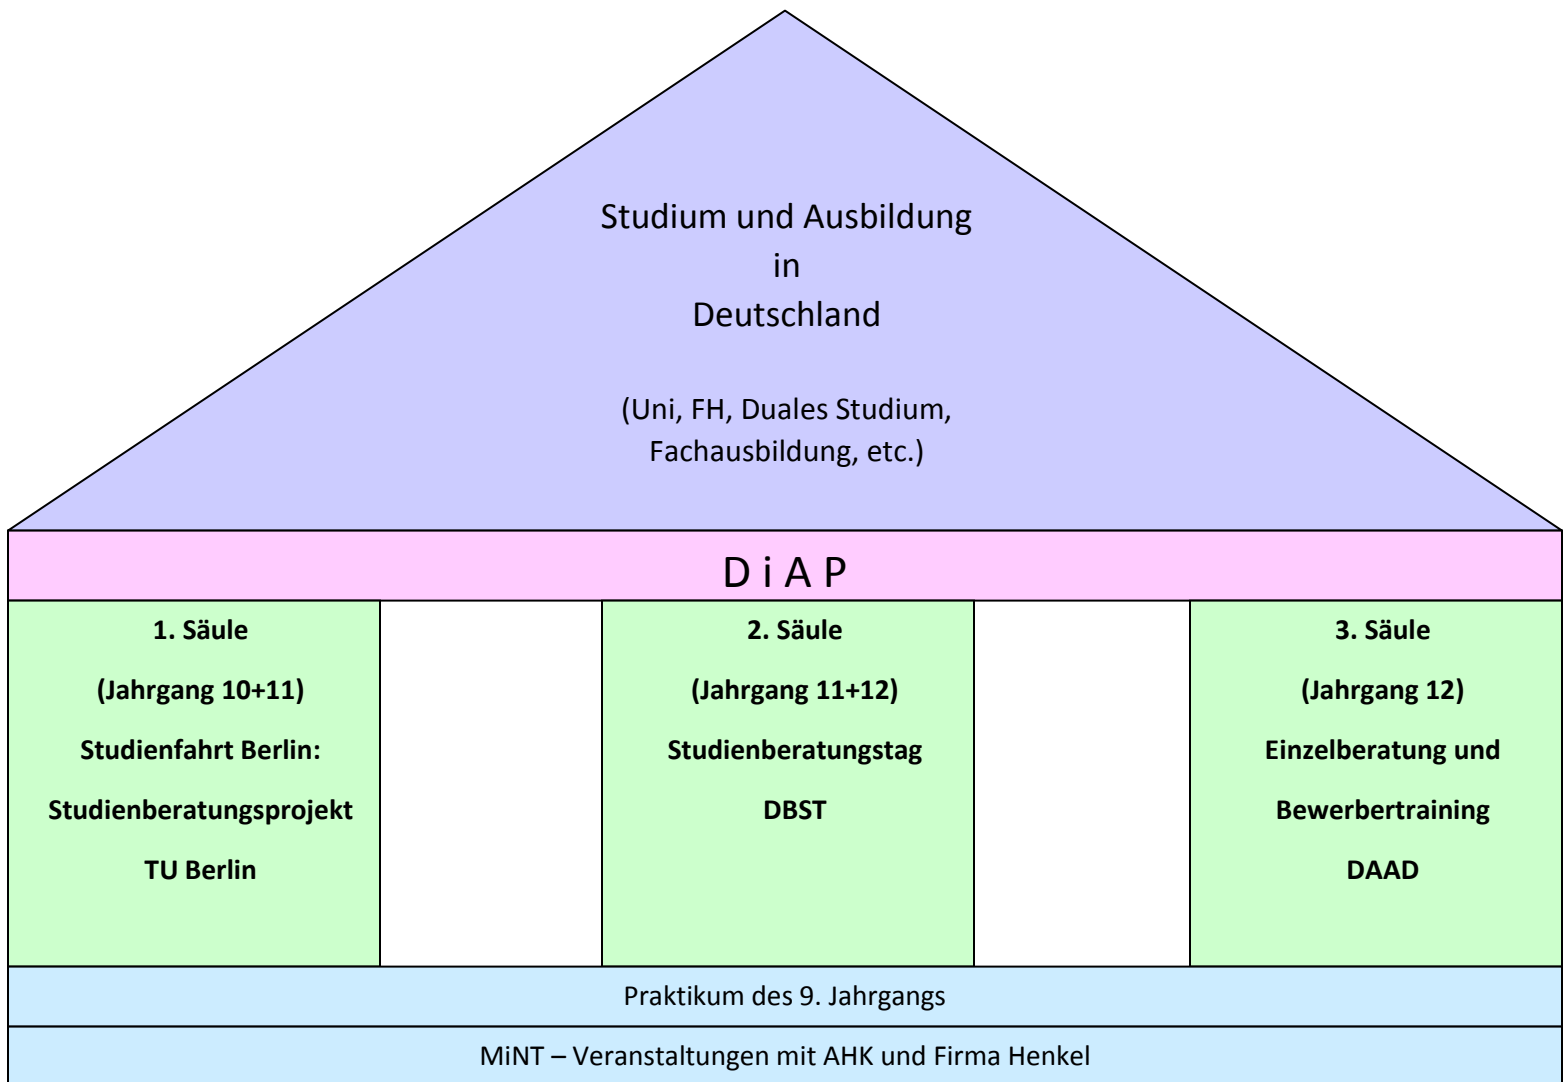 Studium und Ausbildung
in
Deutschland
(Uni, FH, Duales Studium,
Fachausbildung, etc.)
D i A P
1. Säule
(Jahrgang 10+11)
Studienfahrt Berlin:
Studienberatungsprojekt
TU Berlin
2. Säule
(Jahrgang 11+12)
Studienberatungstag
DBST
3. Säule
(Jahrgang 12)
Einzelberatung und
Bewerbertraining
DAAD
Praktikum des 9. Jahrgangs
MiNT – Veranstaltungen mit AHK und Firma Henkel